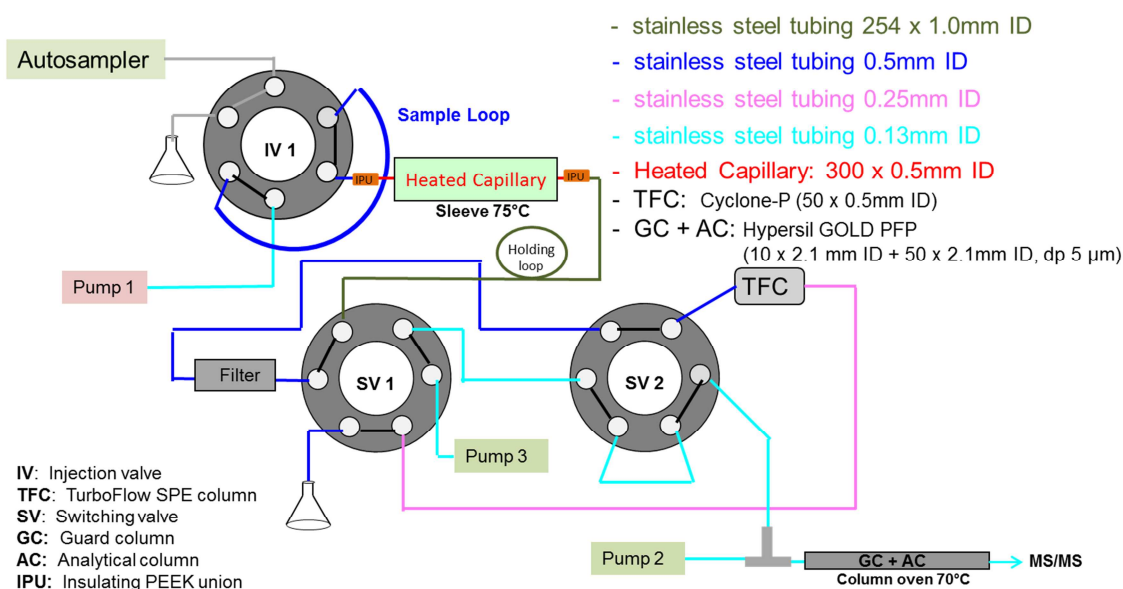 - stainless steel tubing 254 x 1.0mm ID
- stainless steel tubing 0.5mm ID
- stainless steel tubing 0.25mm ID
- stainless steel tubing 0.13mm ID
- Heated Capillary: 300 x 0.5mm ID
- TFC: Cyclone-P (50 x 0.5mm ID)
- GC + AC: Hypersil GOLD PFP
(10 x 2.1 mm ID + 50 x 2.1mm ID, dp 5 µm)
Autosampler
Sample Loop
IV 1
IPU
Heated Capillary
IPU
Sleeve 75°C
Holding
loop
Pump 1
TFC
Filter
SV 1
SV 2
Pump 3
IV: Injection valve
TFC: TurboFlow SPE column
SV: Switching valve
GC: Guard column
AC: Analytical column
IPU: Insulating PEEK union
Pump 2
GC + AC
MS/MS
Column oven 70°C